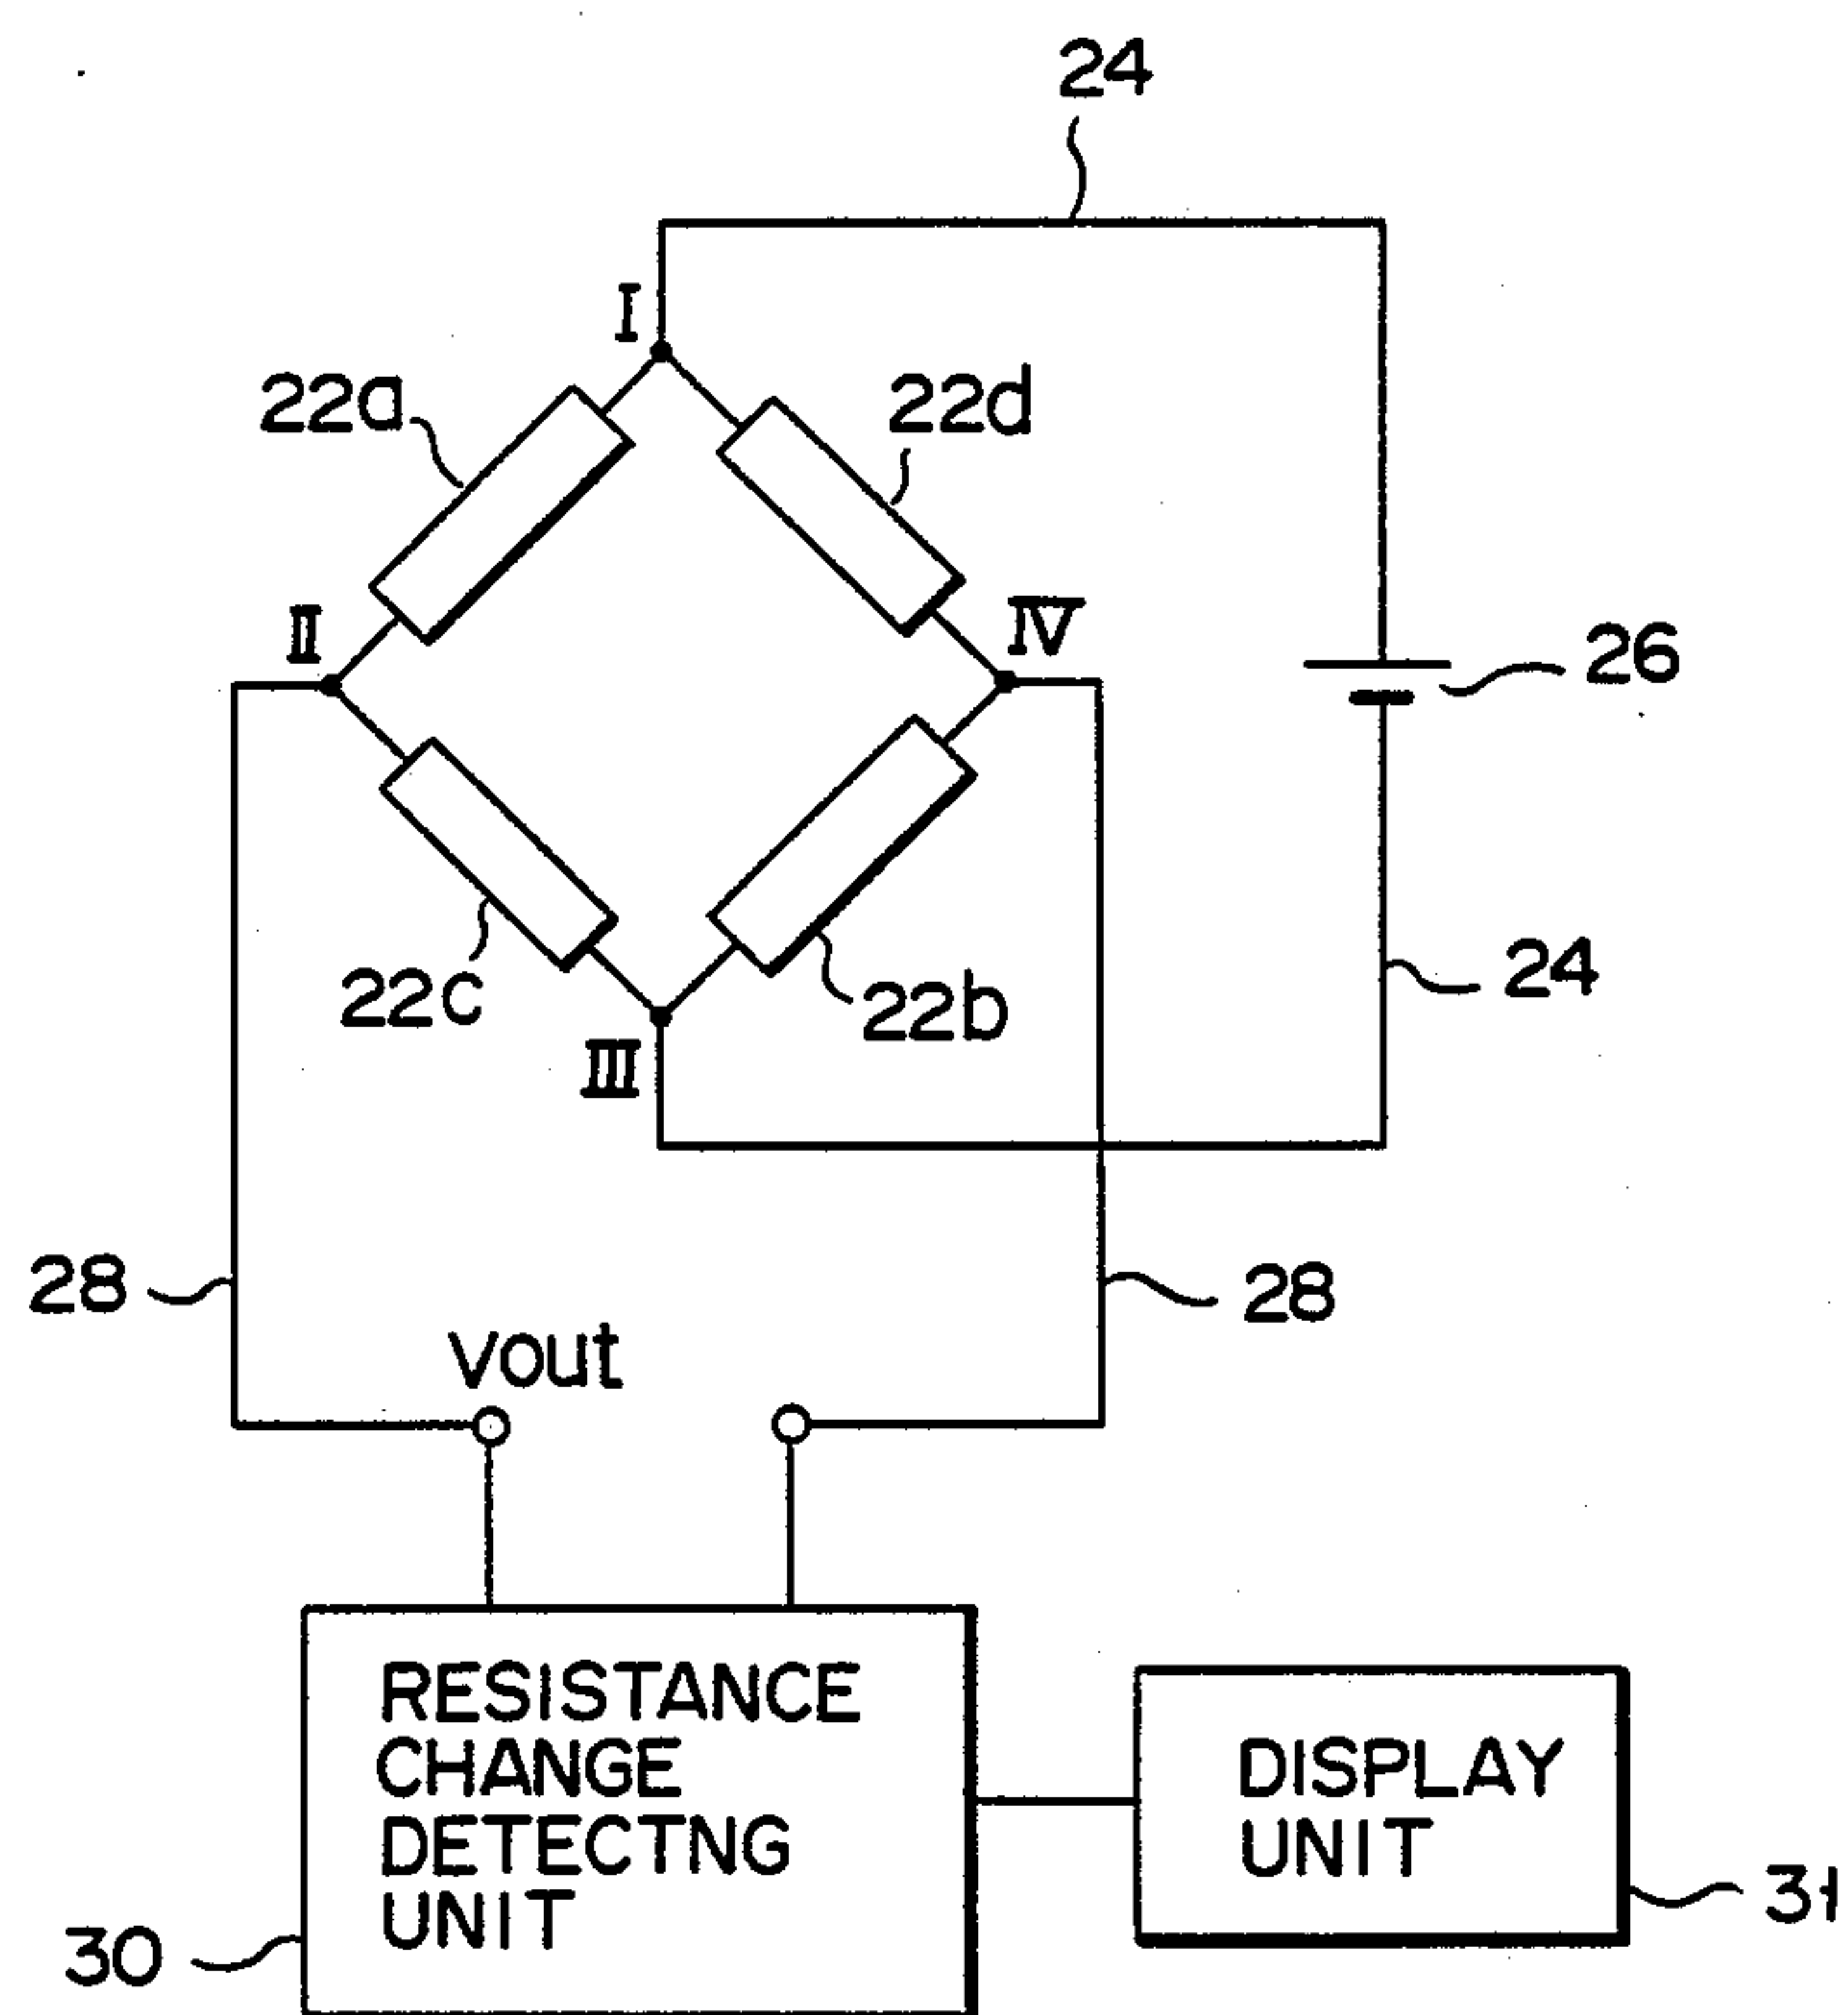 24
I
22a
22d
II
IV
26
22c
22b
24
III
28
28
Vout
RESISTANCE
CHANGE
DETECTNG
UNIT
DISPLAY
UNIT
31
30